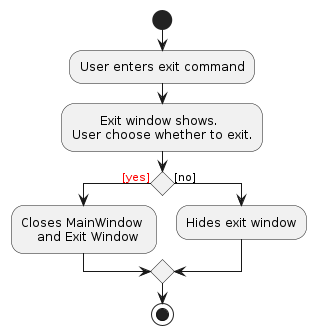 User enters exit command
Exit window shows.
User choose whether to exit.
[yes]
[no]
Closes MainWindow
and Exit Window
Hides exit window